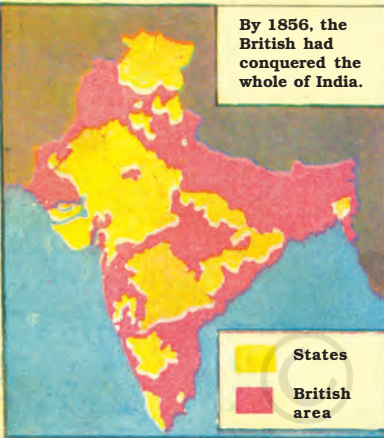 By 1856, the
British had
conquered the
whole of India.
States
British
area
©